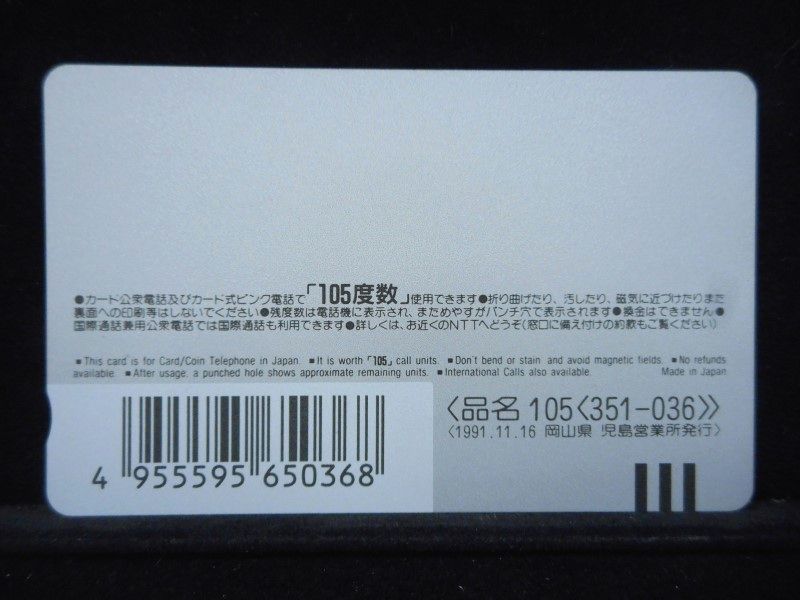 ●カード公衆電話及びカード式ピンク電話で「105度数」使用できます●折り曲げたり、汚したり、磁気に近づけたりまた
裏面への印刷等はしないでください●残度数は電話機に表示され、まためやすがパンチ穴で表示されます●換金はできません●
国際通話兼用公衆電話では国際通話も利用できます●詳しくは、お近くのNTTへどうぞ(窓口に備え付けの約款もご覧ください)
■This card is for Card/Coin Telephone in Japan. ■It is worth「105」call units. ■Don't bend or stain and avoid magnetic fields. ■No refunds
available. ■After usage, a punched hole shows approximate remaining units. ■International Calls also available. Made in Japan
〈品名 105〈351-036〉〉
〈1991.11.16 岡山県 児島営業所発行〉
4 955595 650368